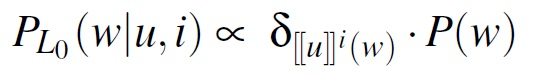 P_{L_0}(w|u, i) ∝ δ_{⟦u⟧^i(w)} · P(w)